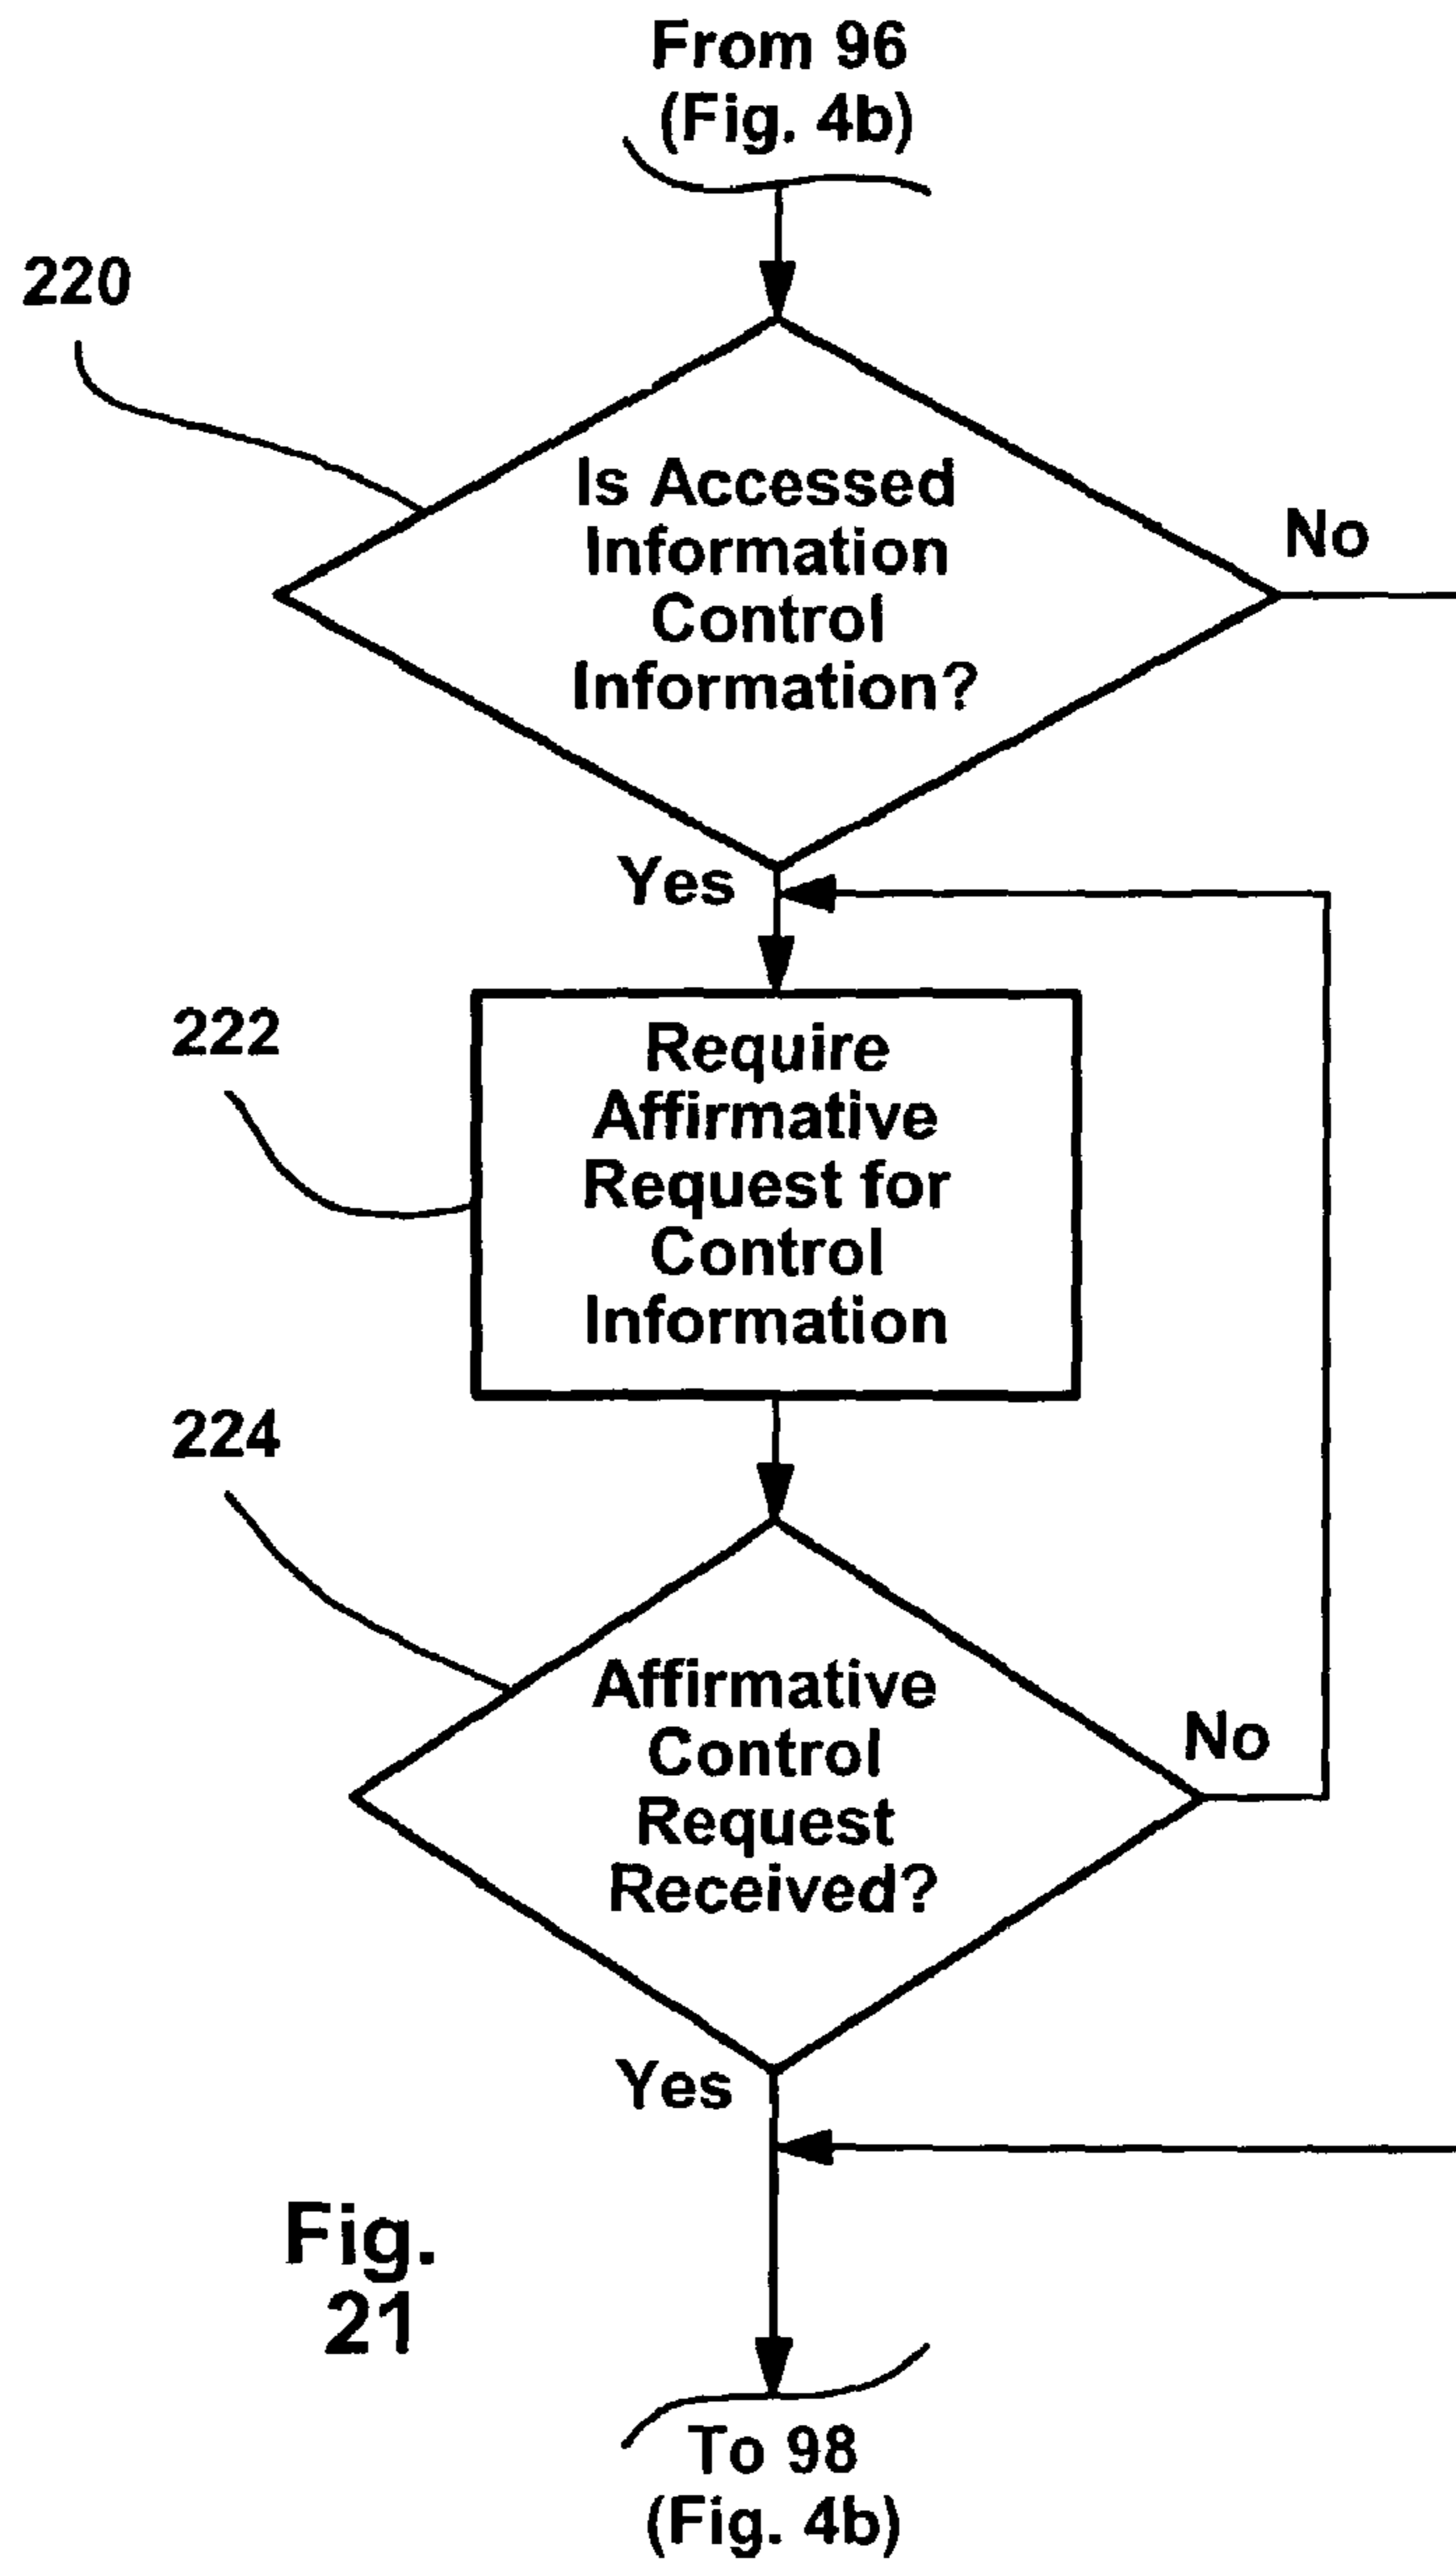 From 96
(Fig. 4b)
220
Is Accessed
Information
Control
Information?
No
Yes
222
Require
Affirmative
Request for
Control
Information
224
Affirmative
Control
Request
Received?
No
Yes
Fig.
21
To 98
(Fig. 4b)